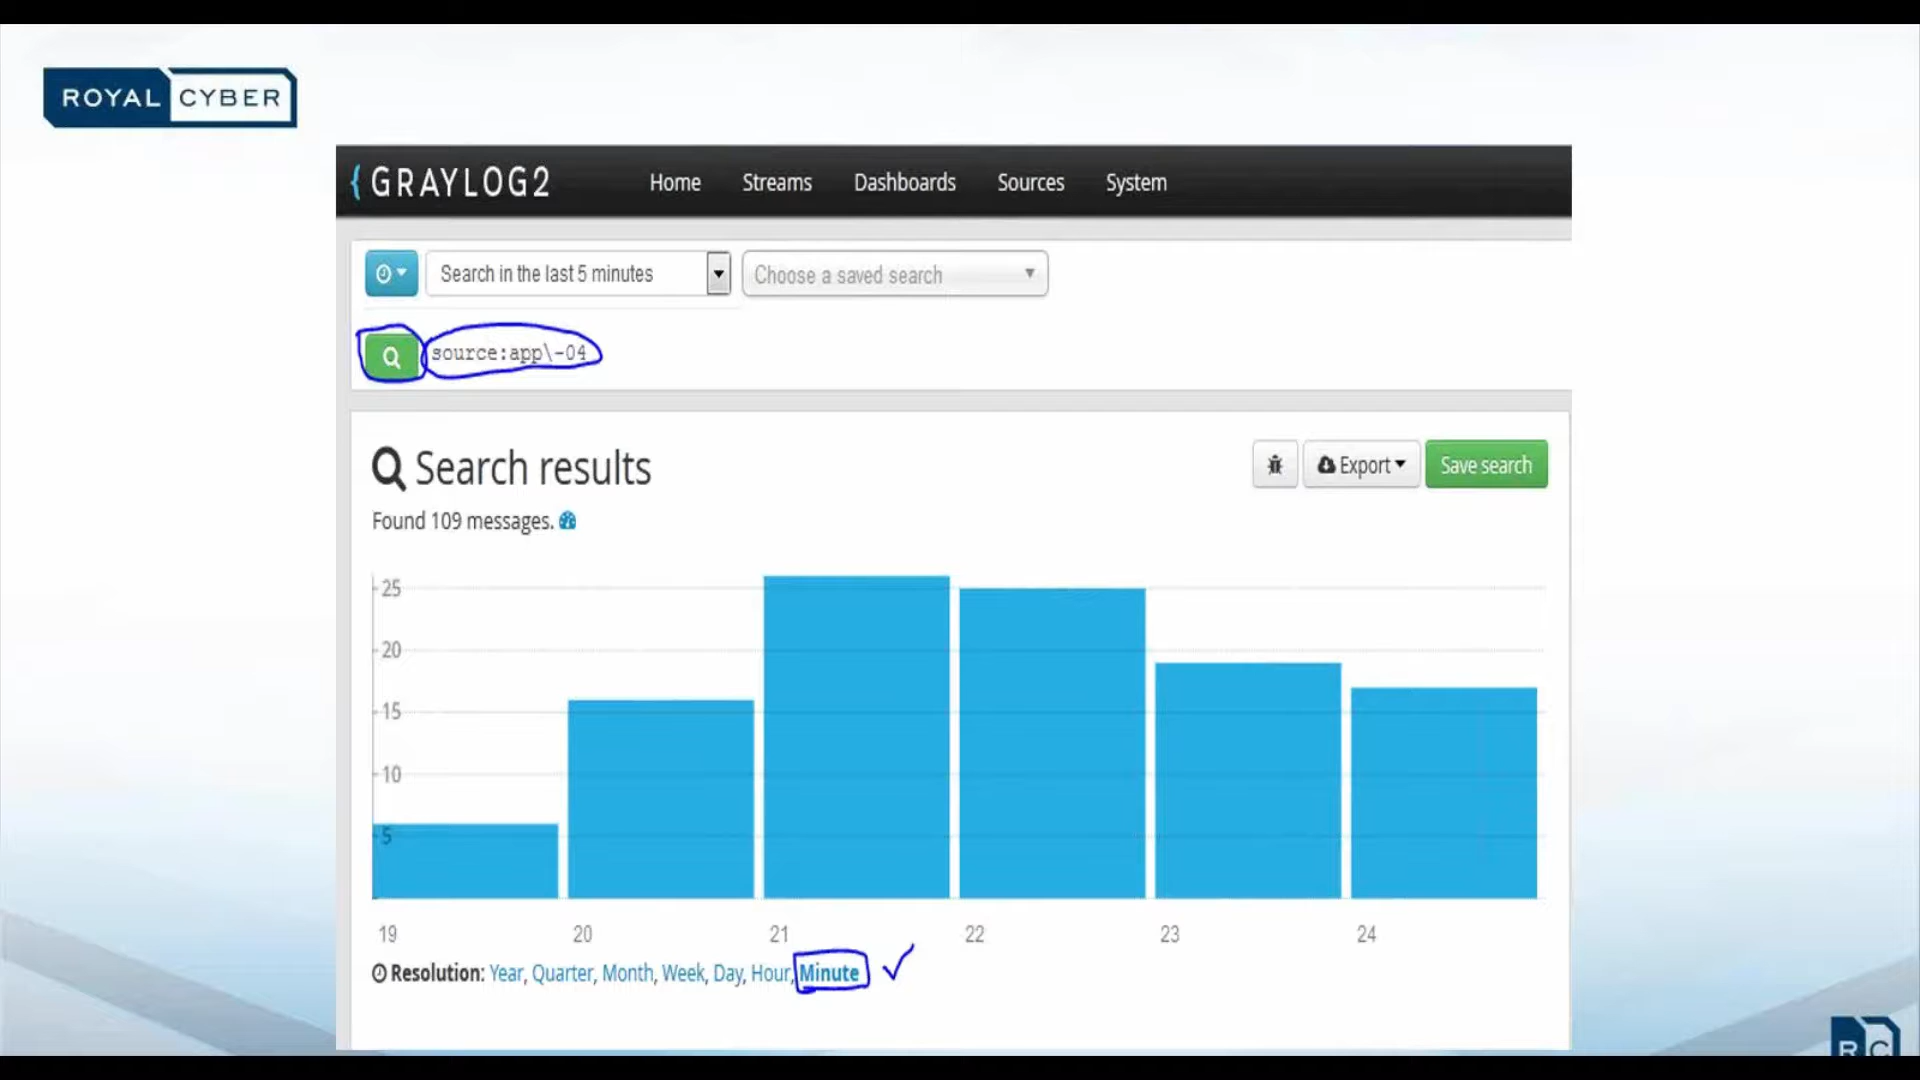 ROYAL CYBER
{GRAYLOG2 Home Streams Dashboards Sources System
Search in the last 5 minutes Choose a saved search
source:app\-04
Search results Export Save search
Found 109 messages.
25
20
15
10
5
19 20 21 22 23 24
Resolution: Year, Quarter, Month, Week, Day, Hour, Minute
RC